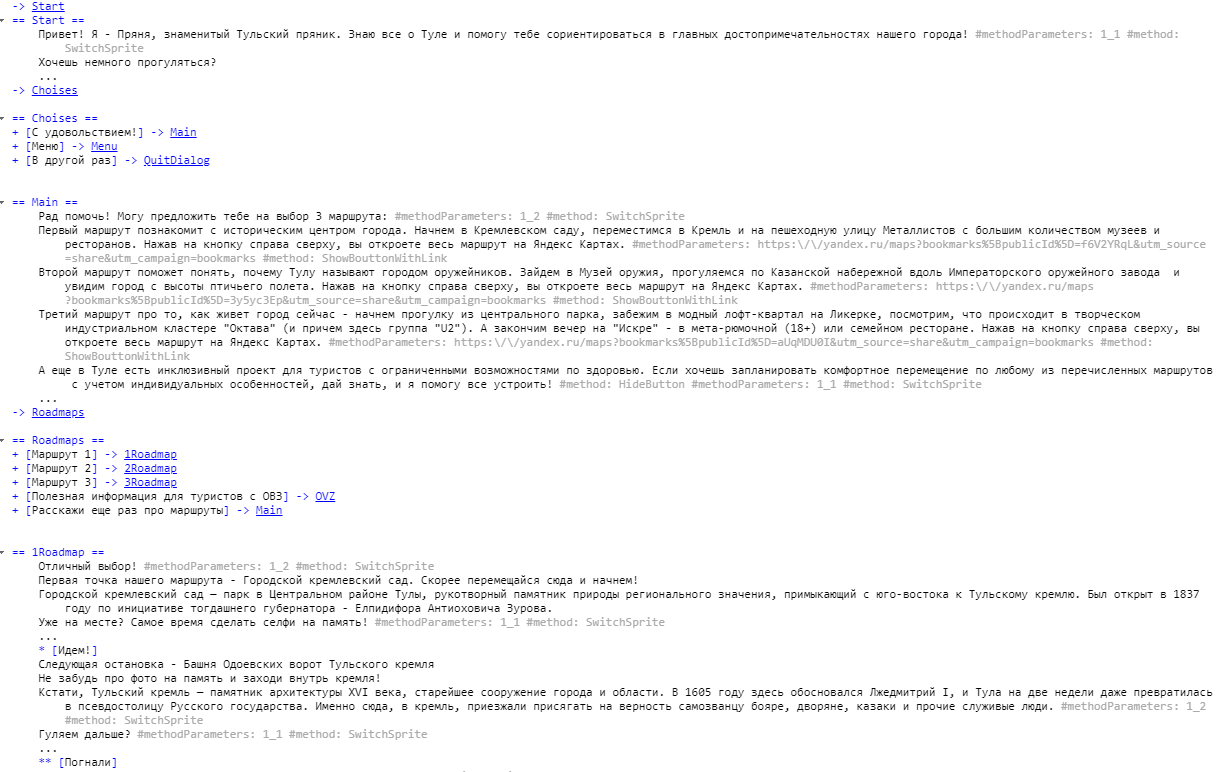 -> Start
== Start ==
Привет! Я - Пряня, знаменитый Тульский пряник. Знаю все о Туле и помогу тебе сориентироваться в главных достопримечательностях нашего города! #methodParameters: 1_1 #method:
SwitchSprite
Хочешь немного прогуляться?
...
-> Choises
== Choises ==
+ [С удовольствием!] -> Main
+ [Меню] -> Menu
+ [В другой раз] -> QuitDialog
== Main ==
Рад помочь! Могу предложить тебе на выбор 3 маршрута: #methodParameters: 1_2 #method: SwitchSprite
Первый маршрут познакомит с историческим центром города. Начнем в Кремлевском саду, переместимся в Кремль и на пешеходную улицу Металлистов с большим количеством музеев и
ресторанов. Нажав на кнопку справа сверху, вы откроете весь маршрут на Яндекс Картах. #methodParameters: https:\/\/yandex.ru/maps?bookmarks%5BpublicId%5D=f6V2YRqL&utm_source
=share&utm_campaign=bookmarks #method: ShowBouttonWithLink
Второй маршрут поможет понять, почему Тулу называют городом оружейников. Зайдем в Музей оружия, прогуляемся по Казанской набережной вдоль Императорского оружейного завода  и
увидим город с высоты птичьего полета. Нажав на кнопку справа сверху, вы откроете весь маршрут на Яндекс Картах. #methodParameters: https:\/\/yandex.ru/maps
?bookmarks%5BpublicId%5D=3y5yc3Ep&utm_source=share&utm_campaign=bookmarks #method: ShowBouttonWithLink
Третий маршрут про то, как живет город сейчас - начнем прогулку из центрального парка, забежим в модный лофт-квартал на Ликерке, посмотрим, что происходит в творческом
индустриальном кластере "Октава" (и причем здесь группа "U2"). А закончим вечер на "Искре" - в мета-рюмочной (18+) или семейном ресторане. Нажав на кнопку справа сверху, вы
откроете весь маршрут на Яндекс Картах. #methodParameters: https:\/\/yandex.ru/maps?bookmarks%5BpublicId%5D=aUqMDU0I&utm_source=share&utm_campaign=bookmarks #method:
ShowBouttonWithLink
А еще в Туле есть инклюзивный проект для туристов с ограниченными возможностями по здоровью. Если хочешь запланировать комфортное перемещение по любому из перечисленных маршрутов
с учетом индивидуальных особенностей, дай знать, и я помогу все устроить! #method: HideButton #methodParameters: 1_1 #method: SwitchSprite
...
-> Roadmaps
== Roadmaps ==
+ [Маршрут 1] -> 1Roadmap
+ [Маршрут 2] -> 2Roadmap
+ [Маршрут 3] -> 3Roadmap
+ [Полезная информация для туристов с ОВЗ] -> OVZ
+ [Расскажи еще раз про маршруты] -> Main
== 1Roadmap ==
Отличный выбор! #methodParameters: 1_2 #method: SwitchSprite
Первая точка нашего маршрута - Городской кремлевский сад. Скорее перемещайся сюда и начнем!
Городской кремлевский сад — парк в Центральном районе Тулы, рукотворный памятник природы регионального значения, примыкающий с юго-востока к Тульскому кремлю. Был открыт в 1837
году по инициативе тогдашнего губернатора - Елпидифора Антиоховича Зурова.
Уже на месте? Самое время сделать селфи на память! #methodParameters: 1_1 #method: SwitchSprite
...
* [Идем!]
Следующая остановка - Башня Одоевских ворот Тульского кремля
Не забудь про фото на память и заходи внутрь кремля!
Кстати, Тульский кремль — памятник архитектуры XVI века, старейшее сооружение города и области. В 1605 году здесь обосновался Лжедмитрий I, и Тула на две недели даже превратилась
в псевдостолицу Русского государства. Именно сюда, в кремль, приезжали присягать на верность самозванцу бояре, дворяне, казаки и прочие служивые люди. #methodParameters: 1_2
#method: SwitchSprite
Гуляем дальше? #methodParameters: 1_1 #method: SwitchSprite
...
** [Погнали]